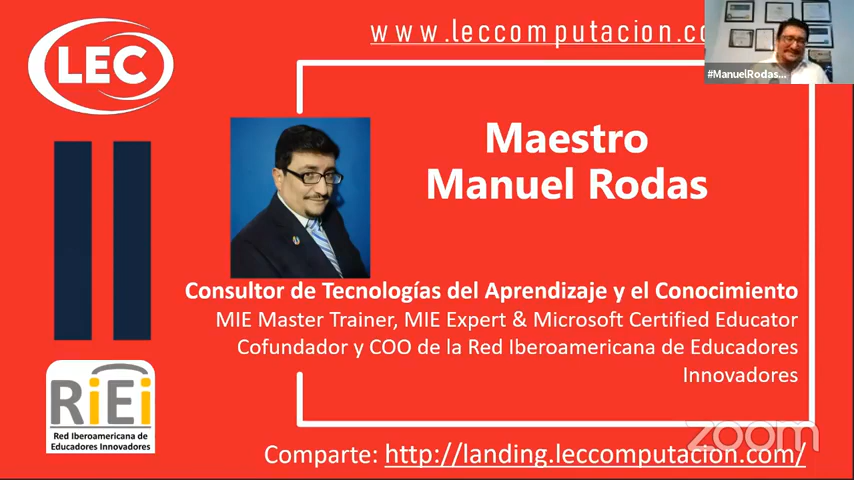 www.leccomputacion.co
LEC
#ManuelRodas...
Maestro
Manuel Rodas
Consultor de Tecnologías del Aprendizaje y el Conocimiento
MIE Master Trainer, MIE Expert & Microsoft Certified Educator
Cofundador y COO de la Red Iberoamericana de Educadores
Innovadores
RiEi
Red Iberoamericana de
Educadores Innovadores
zoom
Comparte: http://landing.leccomputacion.com/